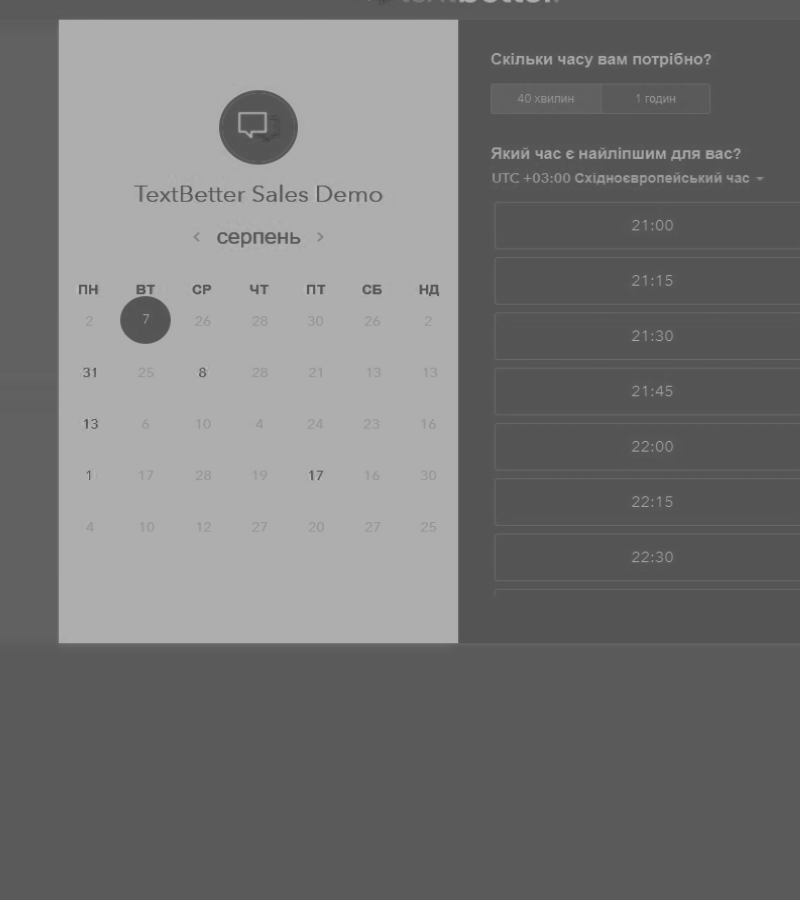 TextBetter Sales Demo
серпень
ПН ВТ СР ЧТ ПТ СБ НД
2 7 26 28 30 26 2
31 25 8 28 21 13 13
13 6 10 4 24 23 16
1 17 28 19 17 16 30
4 10 12 27 20 27 25
Скільки часу вам потрібно?
40 хвилин 1 годин
Який час є найліпшим для вас?
UTC +03:00 Східноєвропейський час
21:00
21:15
21:30
21:45
22:00
22:15
22:30